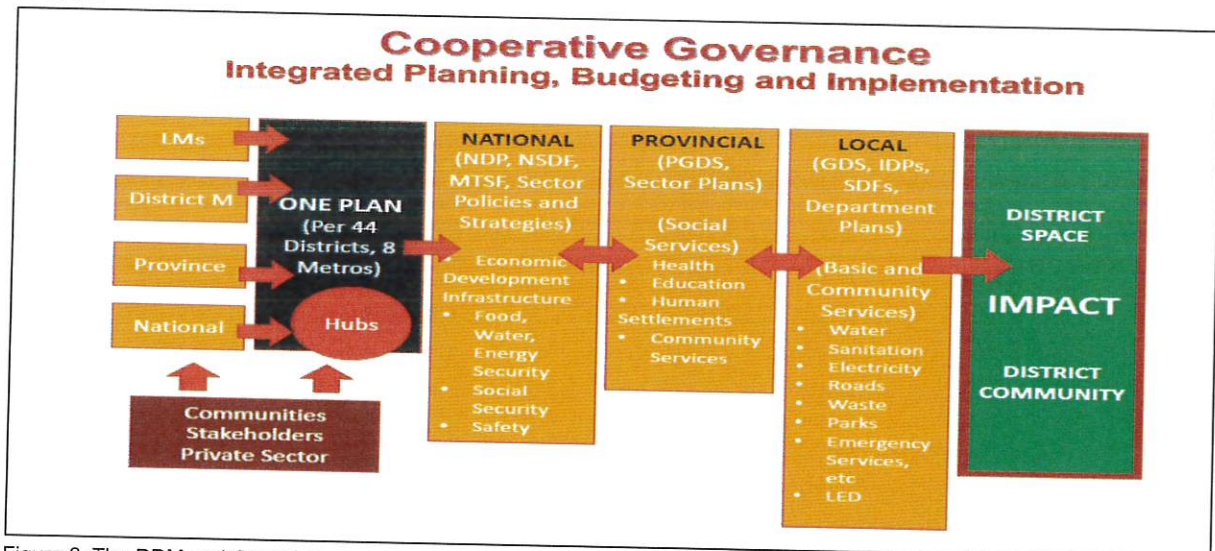 Cooperative Governance
Integrated Planning, Budgeting and Implementation
LMs
District M
Province
National
ONE PLAN
(Per 44
Districts, 8
Metros)
Hubs
Communities
Stakeholders
Private Sector
NATIONAL
(NDP, NSDF,
MTSF, Sector
Policies and
Strategies)
• Economic
Development
Infrastructure
• Food,
Water,
Energy
Security
• Social
Security
• Safety
PROVINCIAL
(PGDS,
Sector Plans)
(Social
Services)
Health
• Education
• Human
Settlements
• Community
Services
LOCAL
(GDS, IDPs,
SDFs,
Department
Plans)
(Basic and
Community
Services)
• Water
• Sanitation
• Electricity
• Roads
• Waste
• Parks
• Emergency
Services,
etc
• LED
DISTRICT
SPACE
IMPACT
DISTRICT
COMMUNITY